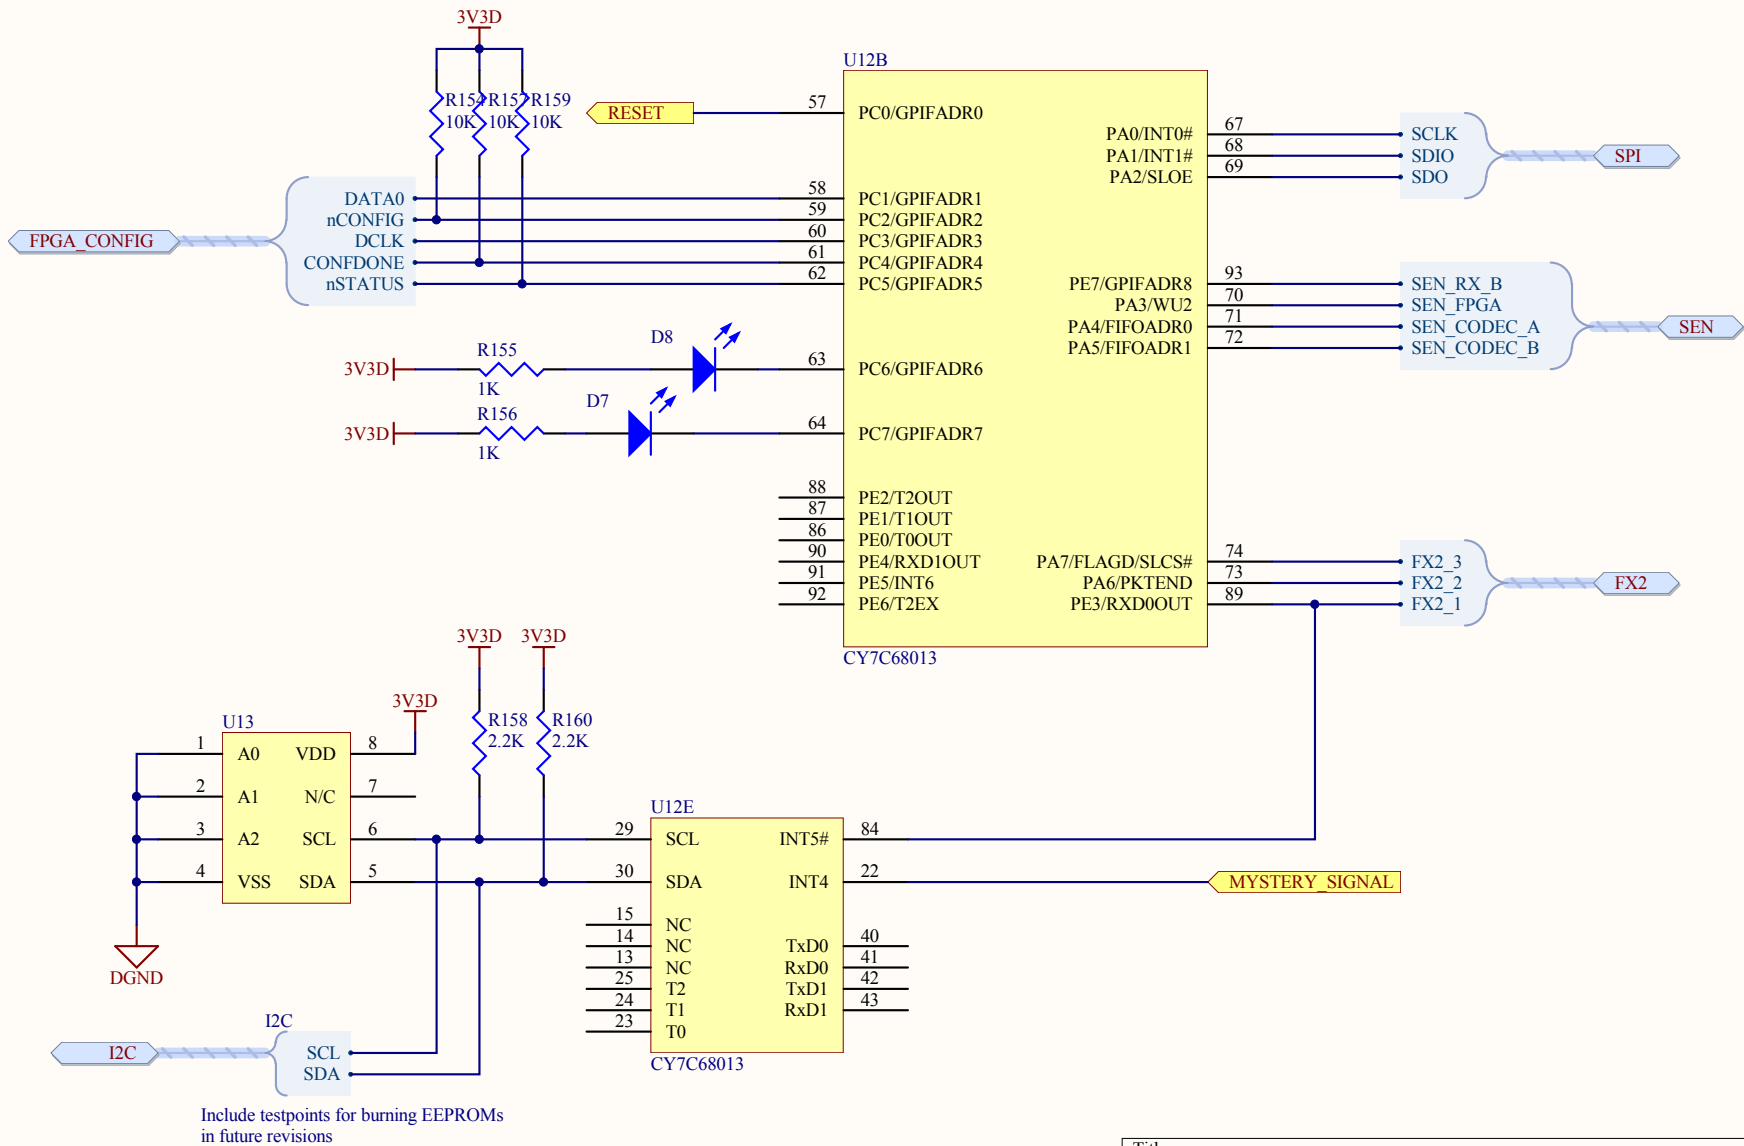 3V3D
R154
10K
R157
10K
R159
10K
FPGA_CONFIG
DATA0
nCONFIG
DCLK
CONFDONE
nSTATUS
RESET
U12B
57 PC0/GPIFADR0
58 PC1/GPIFADR1
59 PC2/GPIFADR2
60 PC3/GPIFADR3
61 PC4/GPIFADR4
62 PC5/GPIFADR5
63 PC6/GPIFADR6
64 PC7/GPIFADR7
88 PE2/T2OUT
87 PE1/T1OUT
86 PE0/T0OUT
90 PE4/RXD1OUT
91 PE5/INT6
92 PE6/T2EX
PA0/INT0# 67
PA1/INT1# 68
PA2/SLOE 69
PE7/GPIFADR8 93
PA3/WU2 70
PA4/FIFOADR0 71
PA5/FIFOADR1 72
PA7/FLAGD/SLCS# 74
PA6/PKTEND 73
PE3/RXD0OUT 89
CY7C68013
SCLK
SDIO
SDO
SPI
SEN_RX_B
SEN_FPGA
SEN_CODEC_A
SEN_CODEC_B
SEN
FX2_3
FX2_2
FX2_1
FX2
3V3D
R155
1K
D8
3V3D
R156
1K
D7
3V3D
3V3D
R158
2.2K
R160
2.2K
3V3D
U13
1 A0
2 A1
3 A2
4 VSS
VDD 8
N/C 7
SCL 6
SDA 5
DGND
U12E
29 SCL
30 SDA
15 NC
14 NC
13 NC
25 T2
24 T1
23 T0
INT5# 84
INT4 22
TxD0 40
RxD0 41
TxD1 42
RxD1 43
CY7C68013
MYSTERY_SIGNAL
I2C
I2C
SCL
SDA
Include testpoints for burning EEPROMs
in future revisions